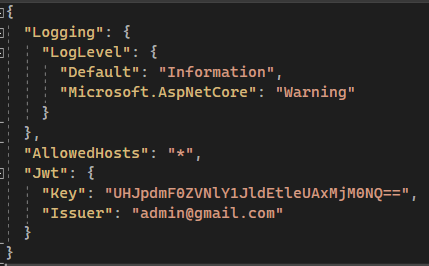 {
"Logging": {
"LogLevel": {
"Default": "Information",
"Microsoft.AspNetCore": "Warning"
}
},
"AllowedHosts": "*",
"Jwt": {
"Key": "UHJpdmF0ZVNlY1JldEtleUAxMjM0NQ==",
"Issuer": "admin@gmail.com"
}
}